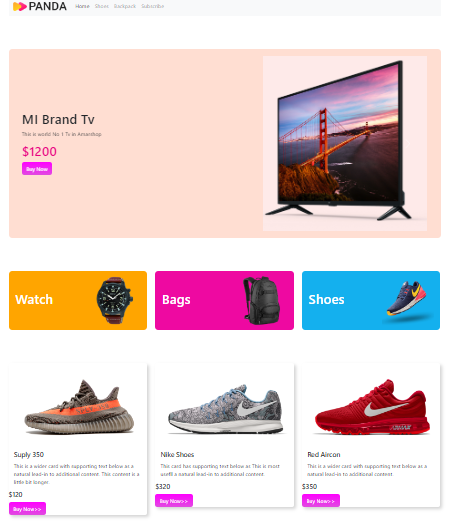 PANDA
Home Shoes Backpack Subscribe
MI Brand Tv
This is world No 1 Tv in Amarshop
$1200
Buy Now
Watch
Bags
Shoes
Suply 350
This is a wider card with supporting text below as a
natural lead-in to additional content. This content is a
little bit longer.
$120
Buy Now>>
Nike Shoes
This card has supporting text below as This is most
usefll a natural lead-in to additional content.
$320
Buy Now>>
Red Aircon
This is a wider card with supporting text below as a
natural lead-in to additional content.
$350
Buy Now>>